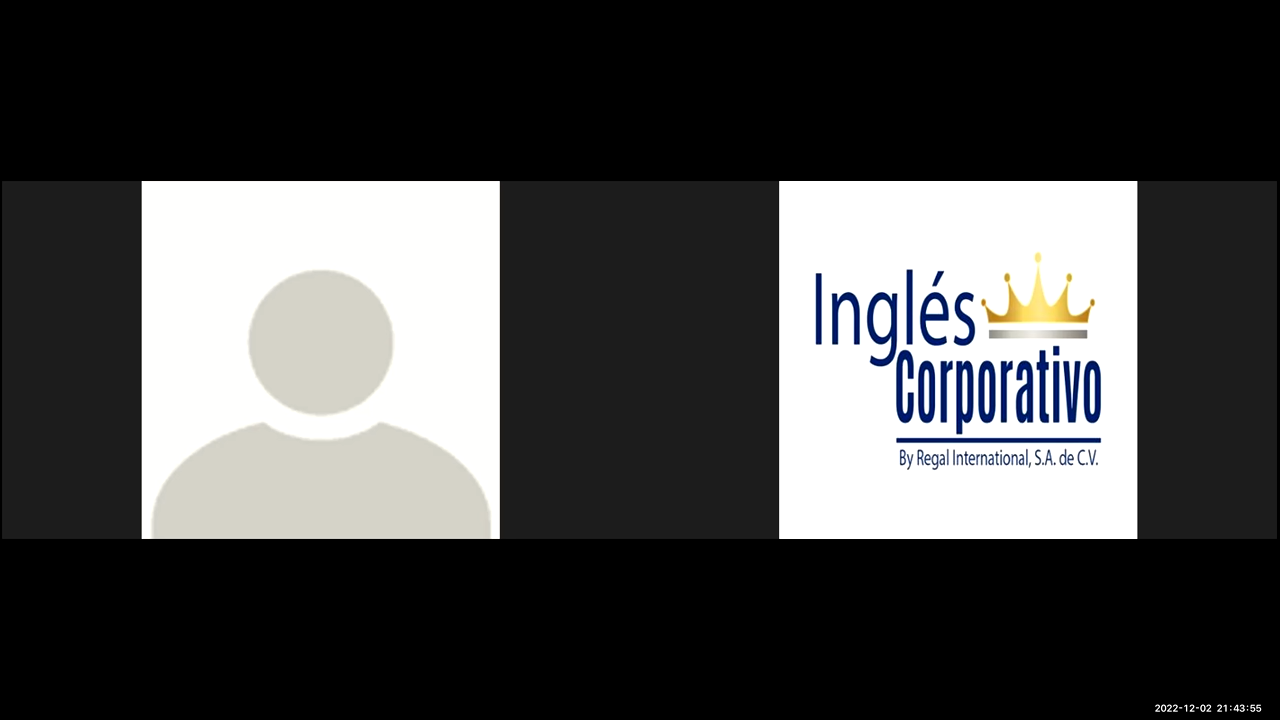 Inglés
Corporativo
By Regal International, S.A. de C.V.
2022-12-02 21:43:55